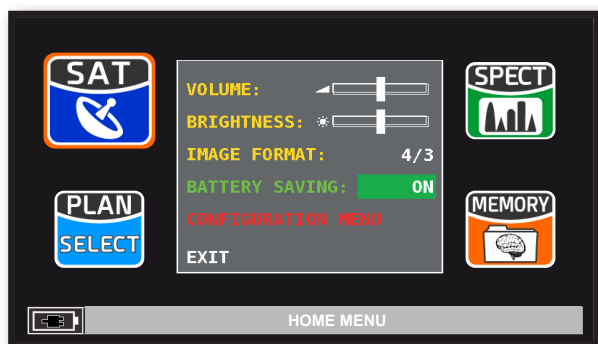 SAT
VOLUME:
BRIGHTNESS:
IMAGE FORMAT: 4/3
BATTERY SAVING: ON
CONFIGURATION MENU
EXIT
SPECT
PLAN
SELECT
MEMORY
HOME MENU